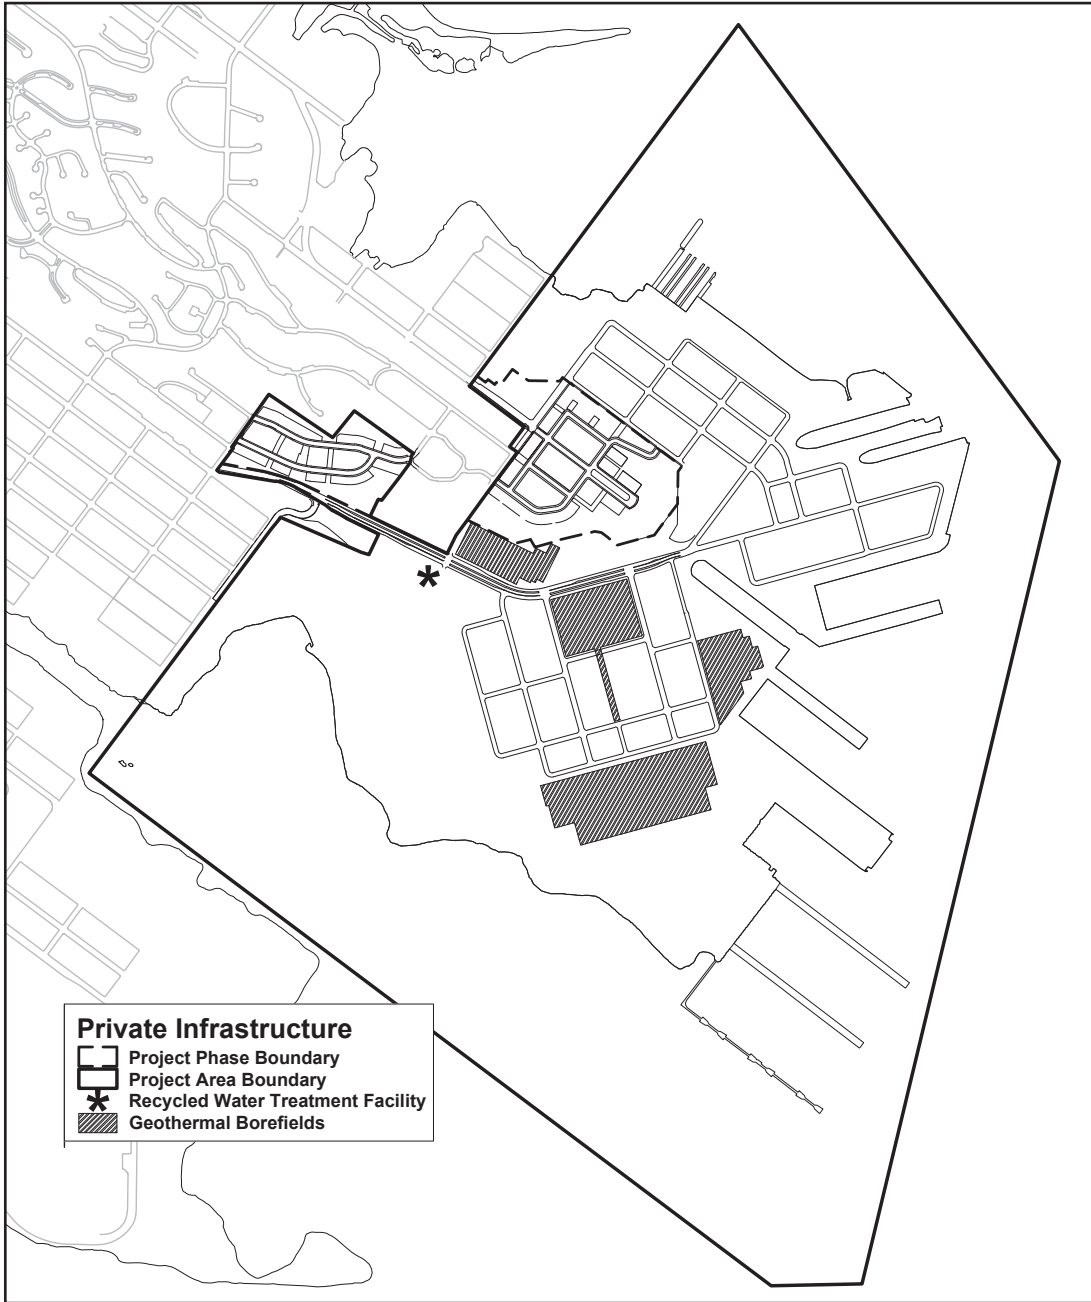 Private Infrastructure
Project Phase Boundary
Project Area Boundary
Recycled Water Treatment Facility
Geothermal Borefields